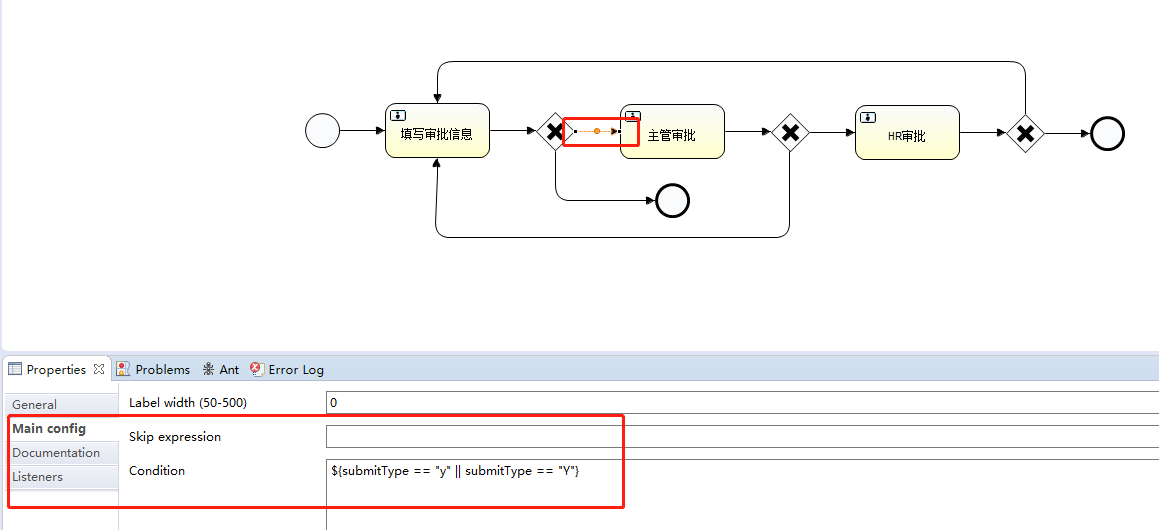 填写审批信息
主管审批
HR审批
Properties
Problems
Ant
Error Log
General
Label width (50-500)
0
Main config
Skip expression
Documentation
Condition
${submitType == "y" || submitType == "Y"}
Listeners